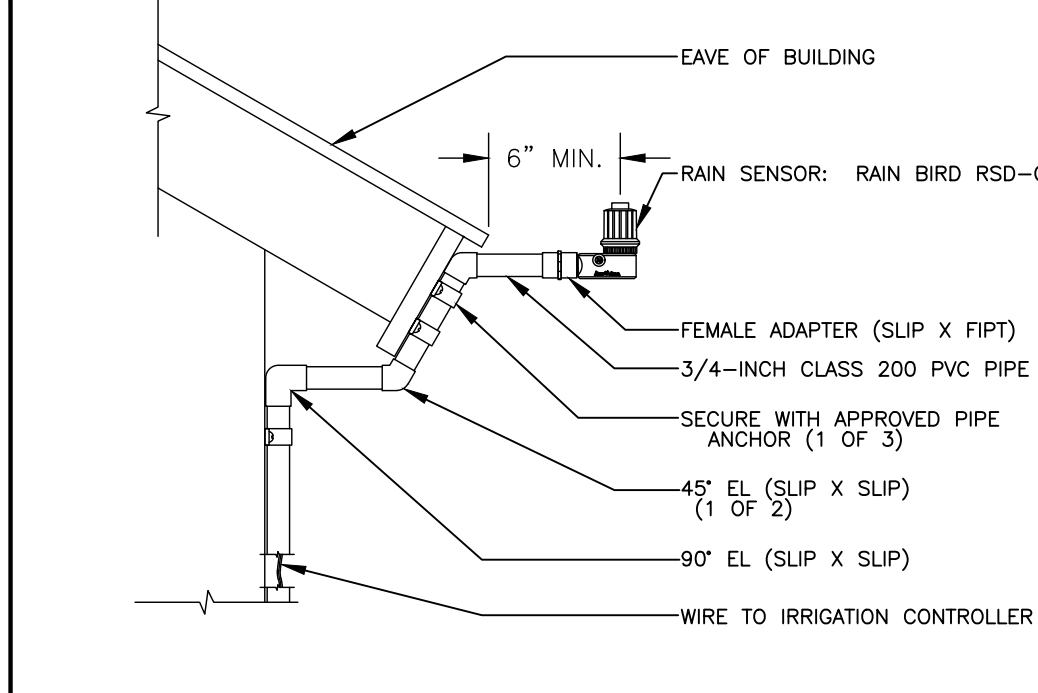 EAVE OF BUILDING
6" MIN.
RAIN SENSOR: RAIN BIRD
FEMALE ADAPTER (SLIP X FIPT)
3/4-INCH CLASS 200 PVC PIPE
SECURE WITH APPROVED PIPE
ANCHOR (1 OF 3)
45° EL (SLIP X SLIP)
(1 OF 2)
90° EL (SLIP X SLIP)
WIRE TO IRRIGATION CONTROLLER